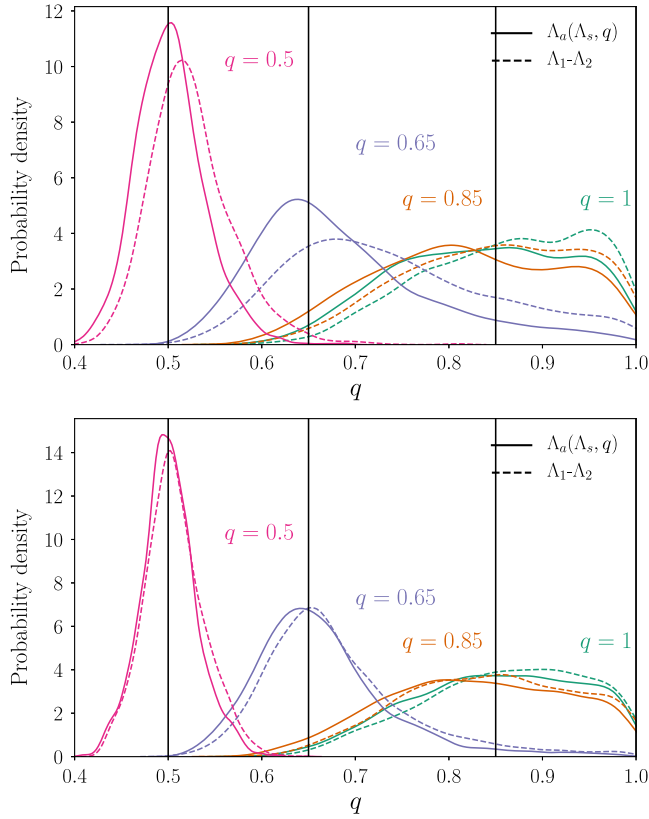 12
10
8
6
4
2
0
Probability density
q = 0.5
q = 0.65
q = 0.85
q = 1
Λa(Λs, q)
Λ1-Λ2
0.4 0.5 0.6 0.7 0.8 0.9 1.0
q
14
12
10
8
6
4
2
0
Probability density
q = 0.5
q = 0.65
q = 0.85
q = 1
Λa(Λs, q)
Λ1-Λ2
0.4 0.5 0.6 0.7 0.8 0.9 1.0
q